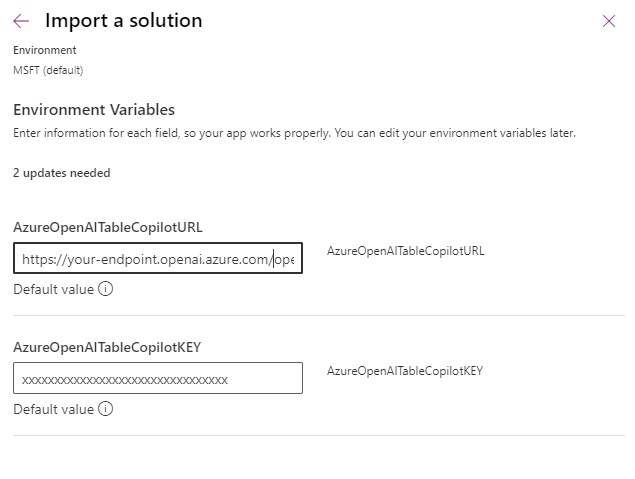 Import a solution
Environment
MSFT (default)
Environment Variables
Enter information for each field, so your app works properly. You can edit your environment variables later.
2 updates needed
AzureOpenAITableCopilotURL
https://your-endpoint.openai.azure.com/ope
AzureOpenAITableCopilotURL
Default value
AzureOpenAITableCopilotKEY
xxxxxxxxxxxxxxxxxxxxxxxxxxxxxxxx
AzureOpenAITableCopilotKEY
Default value